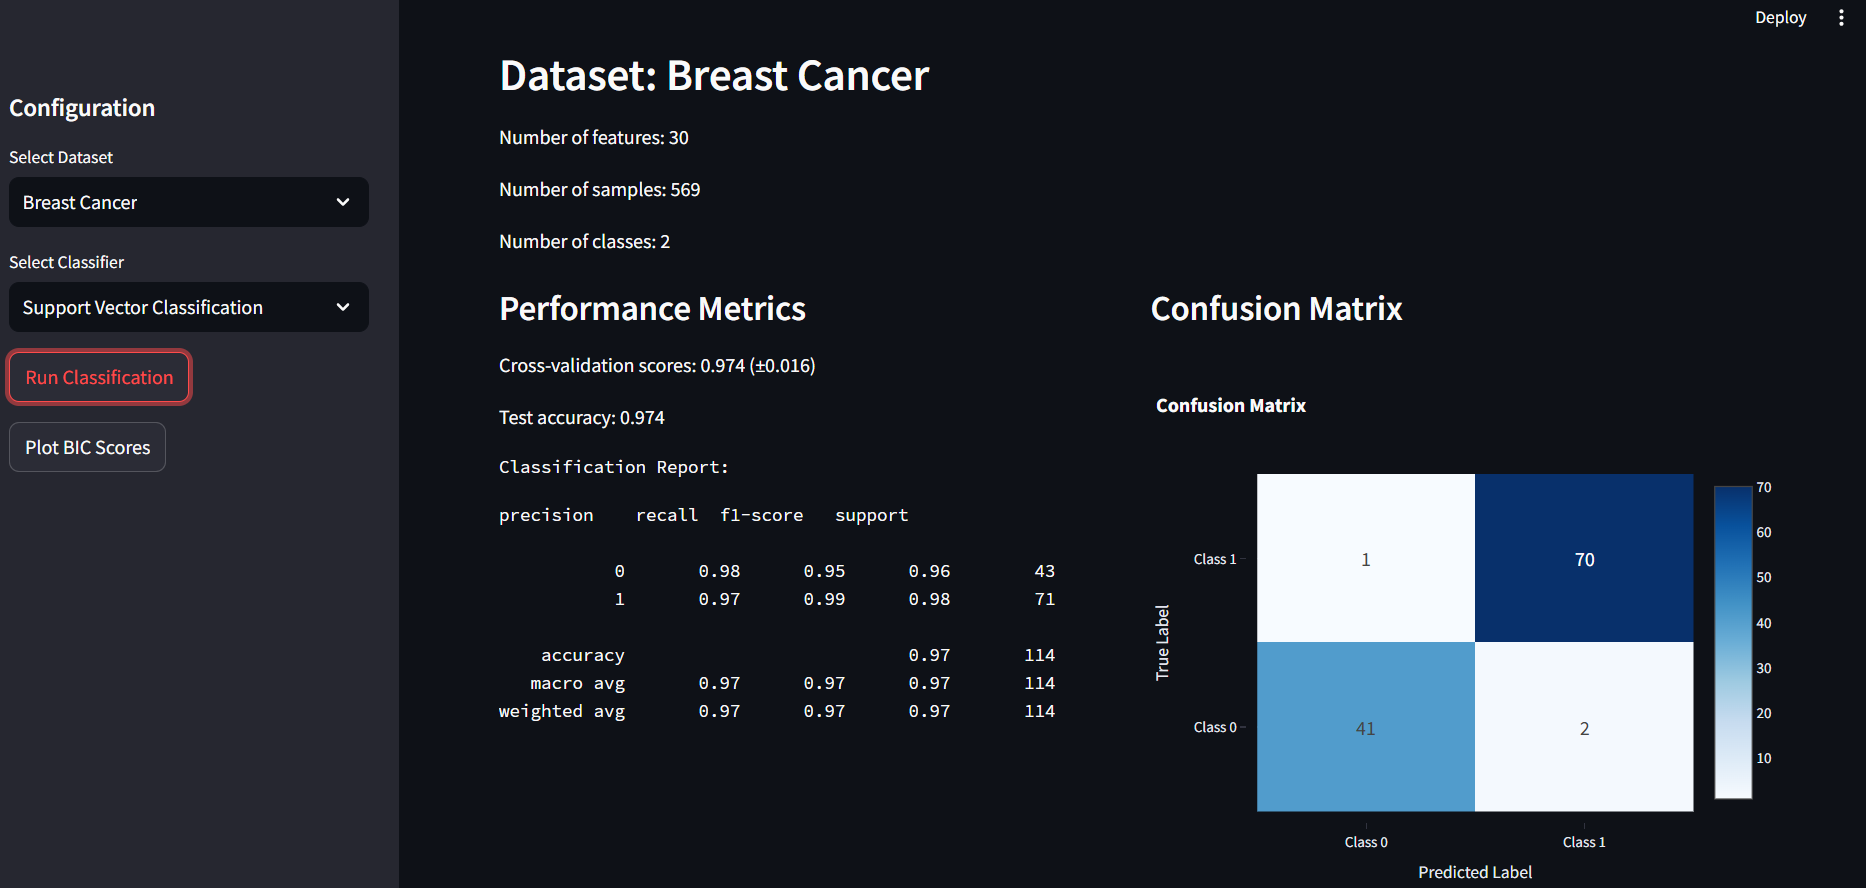 Deploy
Configuration
Select Dataset
Breast Cancer
Select Classifier
Support Vector Classification
Run Classification
Plot BIC Scores
Dataset: Breast Cancer
Number of features: 30
Number of samples: 569
Number of classes: 2
Performance Metrics
Cross-validation scores: 0.974 (±0.016)
Test accuracy: 0.974
Classification Report:
precision    recall  f1-score   support
0       0.98      0.95      0.96        43
1       0.97      0.99      0.98        71
accuracy                           0.97       114
macro avg       0.97      0.97      0.97       114
weighted avg       0.97      0.97      0.97       114
Confusion Matrix
Confusion Matrix
True Label
Class 1
1
70
Class 0
41
2
Class 0
Class 1
Predicted Label
70
60
50
40
30
20
10